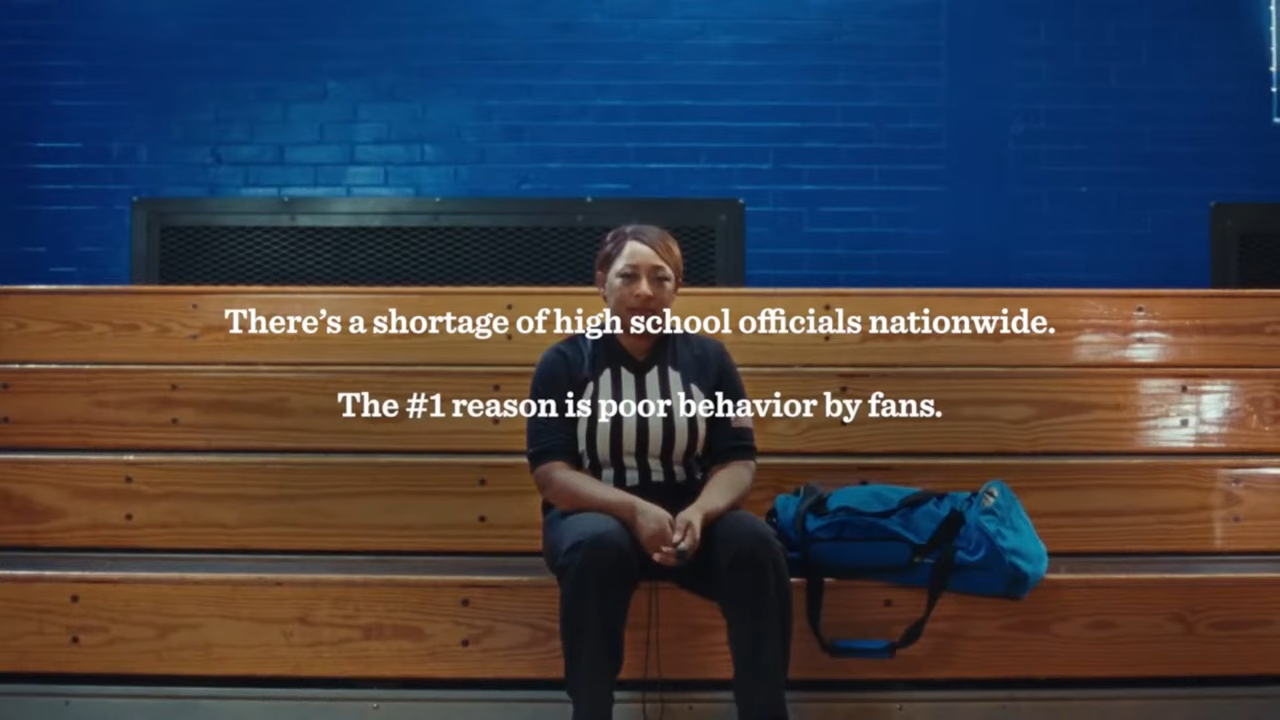 There’s a shortage of high school officials nationwide.
The #1 reason is poor behavior by fans.